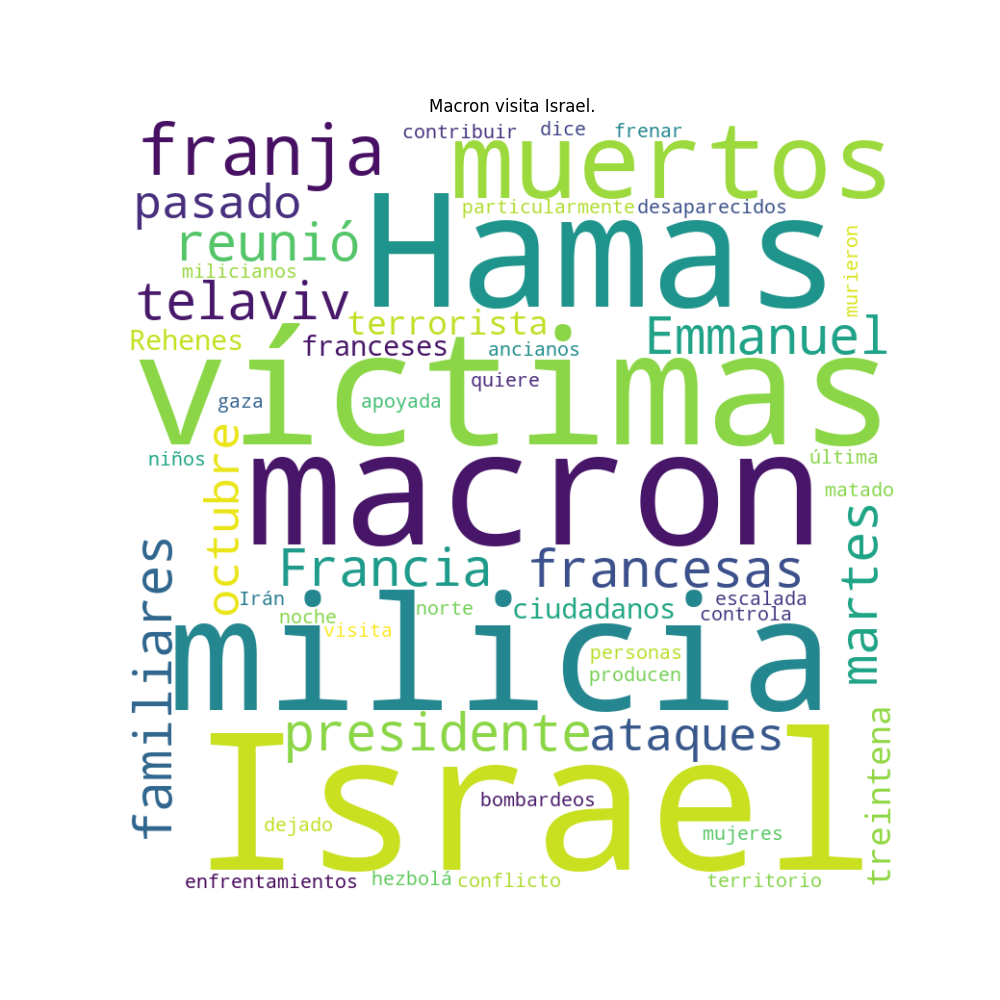 Macron visita Israel.
franja
contribuir
dice
frenar
muertos
pasado
Hamas
particularmente
desaparecidos
reunió
milicianos
murieron
telaviv
terrorista
Emmanuel
Rehenes
franceses
ancianos
víctimas
quiere
gaza
apoyada
niños
octubre
macron
última
matado
familiares
Francia
francesas
martes
Irán
noche
norte
ciudadanos
escalada
controla
visita
milicia
personas
producen
presidente
ataques
treintena
Israel
bombardeos
dejado
mujeres
enfrentamientos
hezbolá
conflicto
territorio